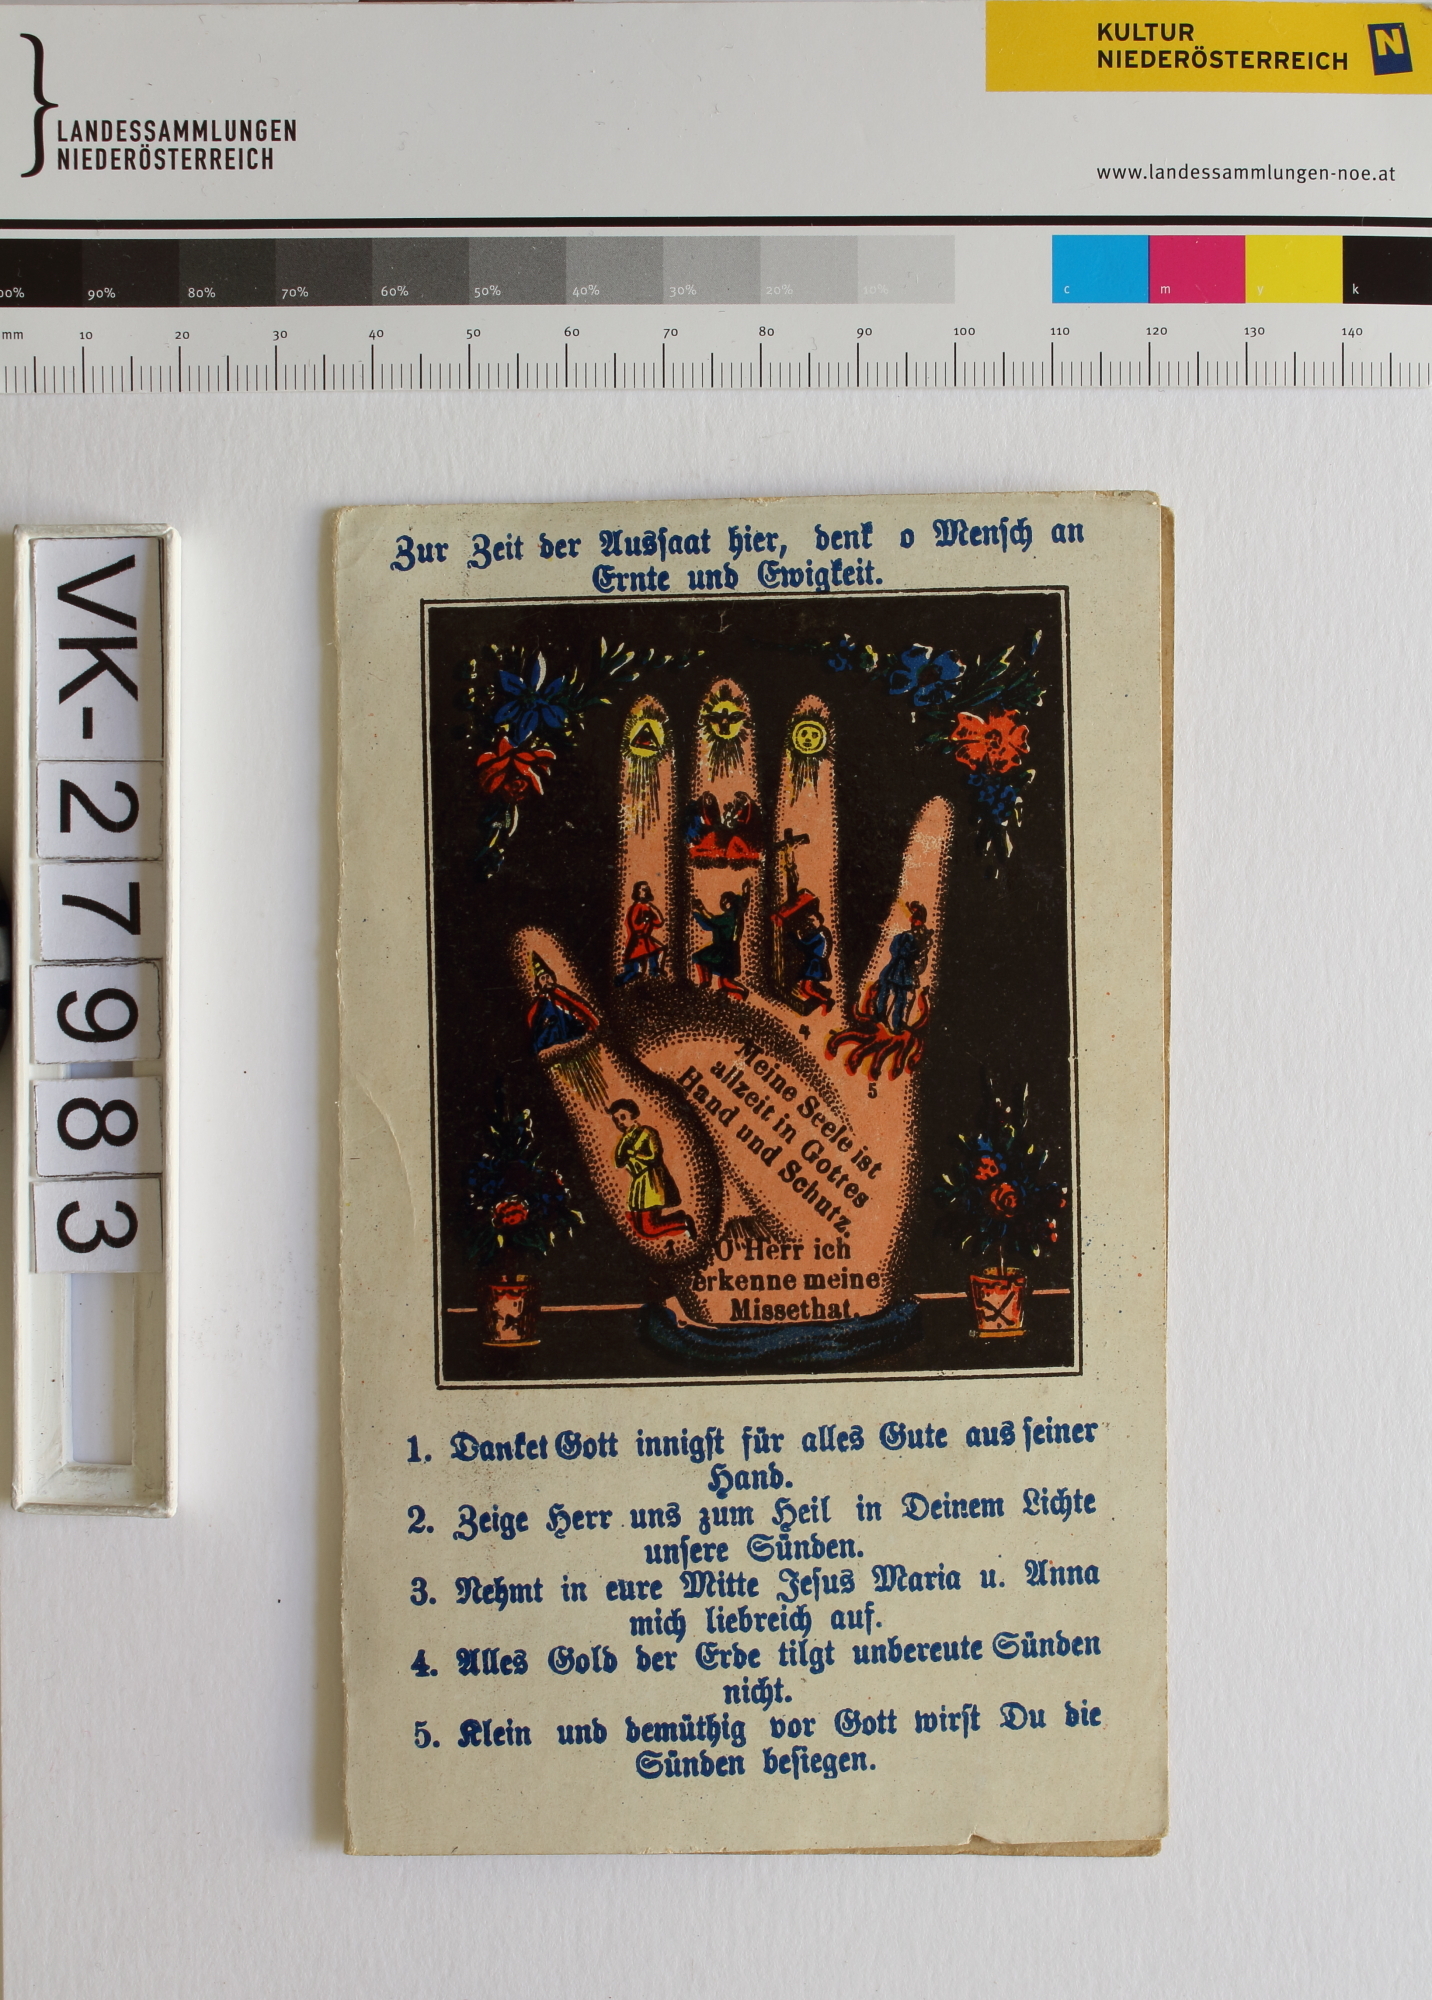 KULTUR
NIEDERÖSTERREICH
N
LANDESSAMMLUNGEN
NIEDERÖSTERREICH
www.landessammlungen-noe.at
90% 80% 70% 60% 50% 40% 30% 20% 10% c m y k
mm 10 20 30 40 50 60 70 80 90 100 110 120 130 140
VK-27983
Zur Zeit der Ausſaat hier, denk o Menſch an
Ernte und Ewigkeit.
4
5
Meine Seele ist
allzeit in Gottes
Hand und Schutz.
1
O Herr ich
erkenne meine
Missethat.
1. Danket Gott innigſt für alles Gute aus ſeiner
Hand.
2. Zeige Herr uns zum Heil in Deinem Lichte
unſere Sünden.
3. Nehmt in eure Mitte Jeſus Maria u. Anna
mich liebreich auf.
4. Alles Gold der Erde tilgt unbereute Sünden
nicht.
5. Klein und demüthig vor Gott wirſt Du die
Sünden beſiegen.